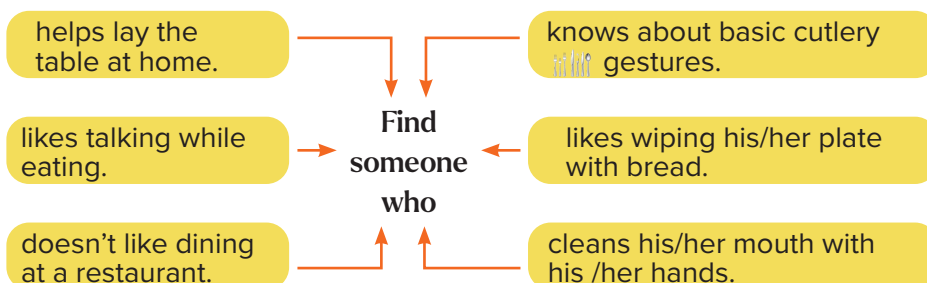 helps lay the
table at home.
knows about basic cutlery
gestures.
Find
someone
who
likes talking while
eating.
likes wiping his/her plate
with bread.
doesn’t like dining
at a restaurant.
cleans his/her mouth with
his /her hands.